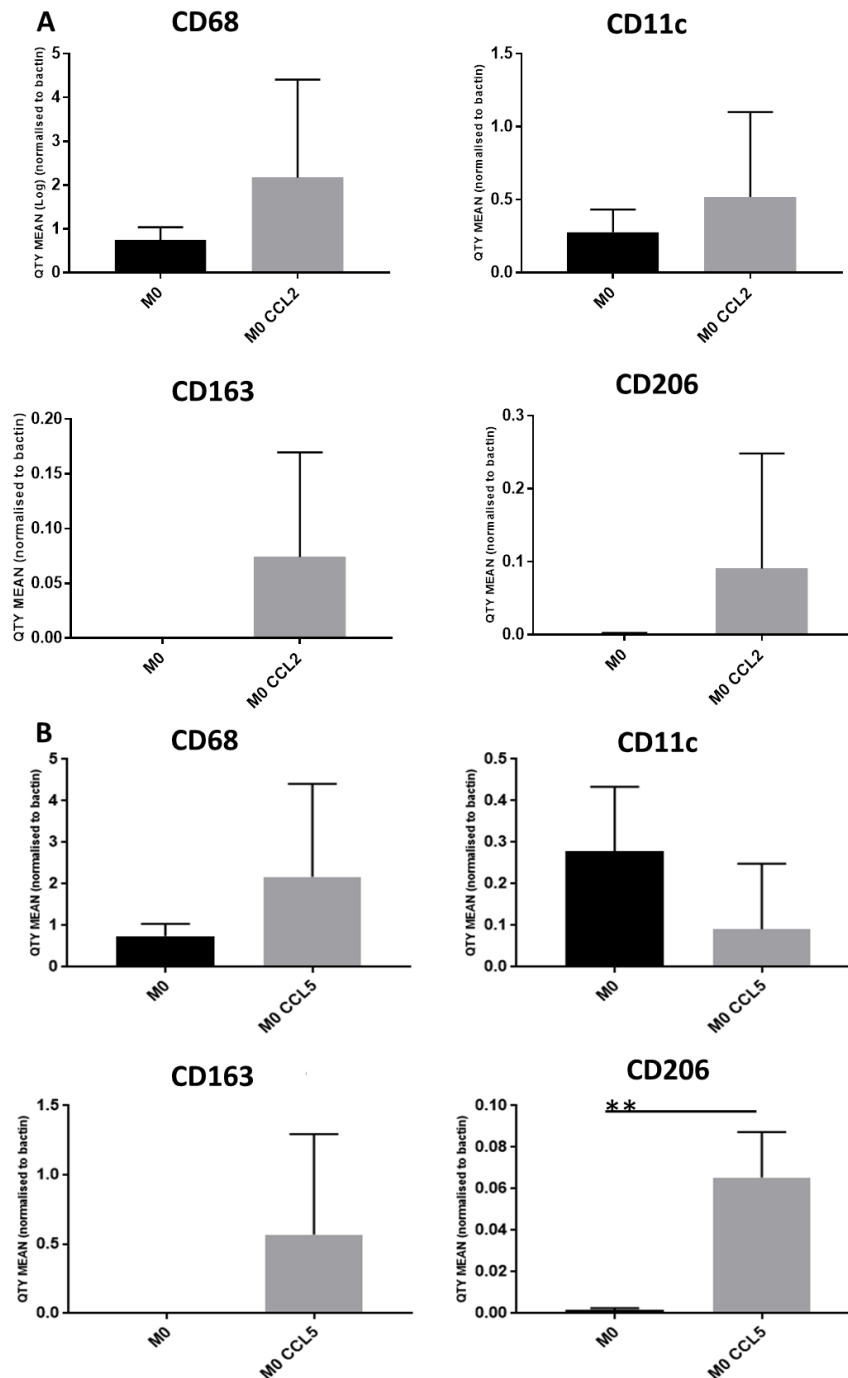 A
CD68
QTY MEAN (Log) (normalised to bactin)
5
4
3
2
1
0
M0
M0 CCL2
CD11c
QTY MEAN (normalised to bactin)
1.5
1.0
0.5
0.0
M0
M0 CCL2
CD163
QTY MEAN (normalised to bactin)
0.20
0.15
0.10
0.05
0.00
M0
M0 CCL2
CD206
QTY MEAN (normalised to bactin)
0.3
0.2
0.1
0.0
M0
M0 CCL2
B
CD68
QTY MEAN (normalised to bactin)
5
4
3
2
1
0
M0
M0 CCL5
CD11c
QTY MEAN (normalised to bactin)
0.5
0.4
0.3
0.2
0.1
0.0
M0
M0 CCL5
CD163
QTY MEAN (normalised to bactin)
1.5
1.0
0.5
0.0
M0
M0 CCL5
CD206
QTY MEAN (normalised to bactin)
0.10
0.08
0.06
0.04
0.02
0.00
**
M0
M0 CCL5